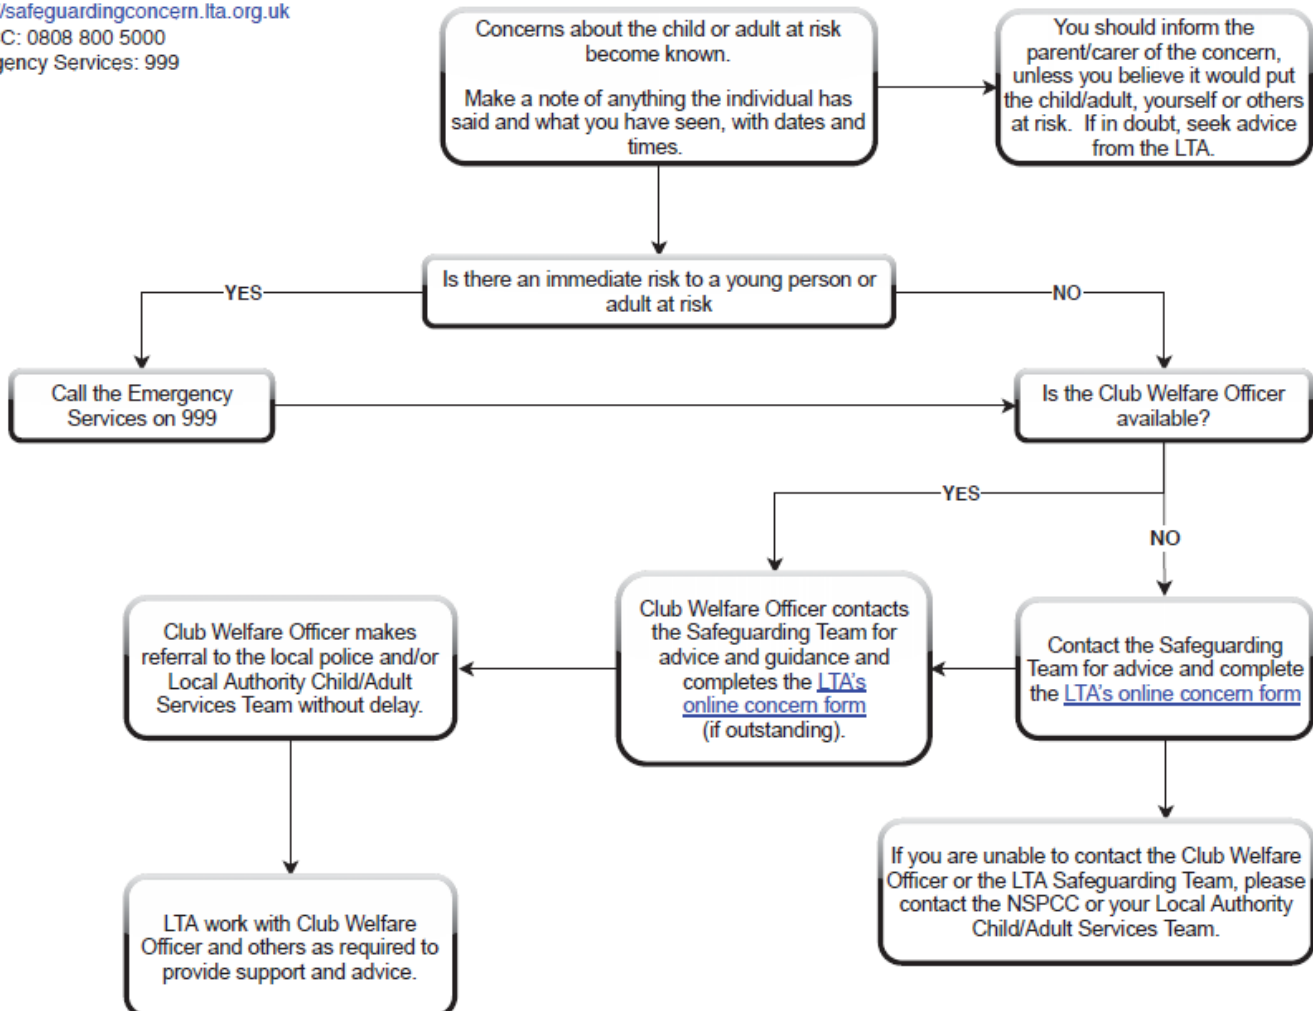 /safeguardingconcern.lta.org.uk
C: 0808 800 5000
gency Services: 999
Concerns about the child or adult at risk
become known.
Make a note of anything the individual has
said and what you have seen, with dates and
times.
You should inform the
parent/carer of the concern,
unless you believe it would put
the child/adult, yourself or others
at risk. If in doubt, seek advice
from the LTA.
Is there an immediate risk to a young person or
adult at risk
YES
NO
Call the Emergency
Services on 999
Is the Club Welfare Officer
available?
YES
NO
Club Welfare Officer makes
referral to the local police and/or
Local Authority Child/Adult
Services Team without delay.
Club Welfare Officer contacts
the Safeguarding Team for
advice and guidance and
completes the LTA's
online concern form
(if outstanding).
Contact the Safeguarding
Team for advice and complete
the LTA's online concern form
If you are unable to contact the Club Welfare
Officer or the LTA Safeguarding Team, please
contact the NSPCC or your Local Authority
Child/Adult Services Team.
LTA work with Club Welfare
Officer and others as required to
provide support and advice.